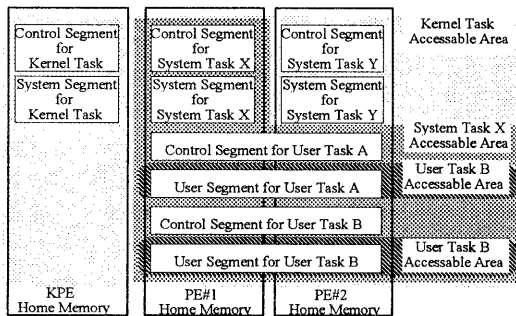 Control Segment
for
Kernel Task
System Segment
for
Kernel Task
Control Segment
for
System Task X
System Segment
for
System Task X
Control Segment
for
System Task Y
System Segment
for
System Task Y
Kernel Task
Accessable Area
Control Segment for User Task A
User Segment for User Task A
Control Segment for User Task B
User Segment for User Task B
System Task X
Accessable Area
User Task B
Accessable Area
User Task B
Accessable Area
KPE
Home Memory
PE#1
Home Memory
PE#2
Home Memory